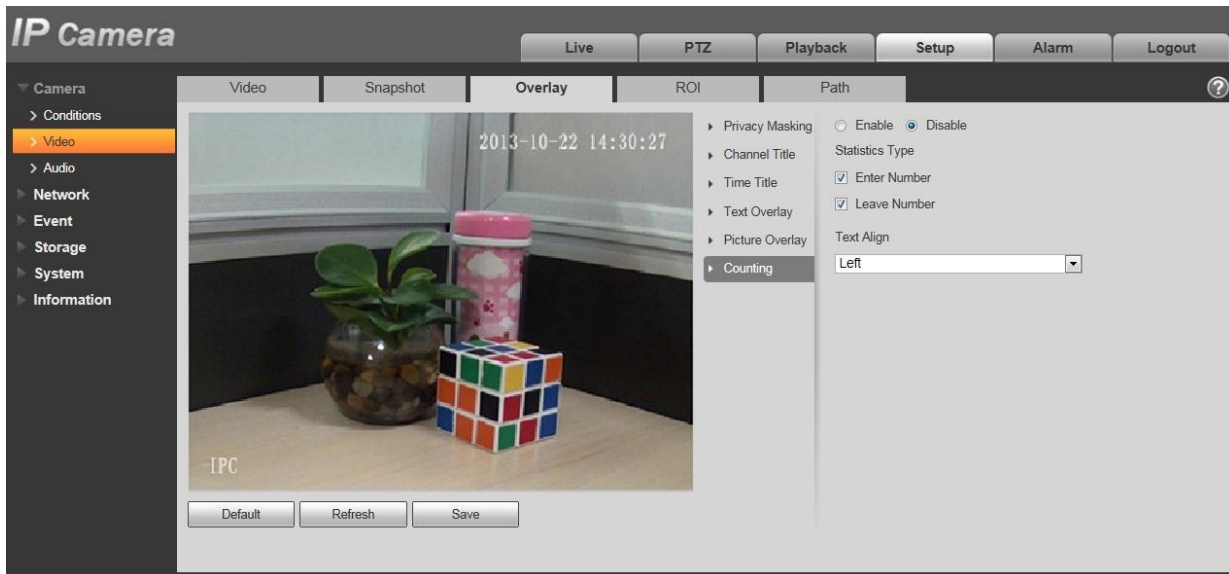 IP Camera
Live PTZ Playback Setup Alarm Logout
Camera
Conditions
Video
Audio
Network
Event
Storage
System
Information
Video Snapshot Overlay ROI Path
?
2013-10-22 14:30:27
IPC
Default Refresh Save
Privacy Masking
Channel Title
Time Title
Text Overlay
Picture Overlay
Counting
Enable Disable
Statistics Type
Enter Number
Leave Number
Text Align
Left